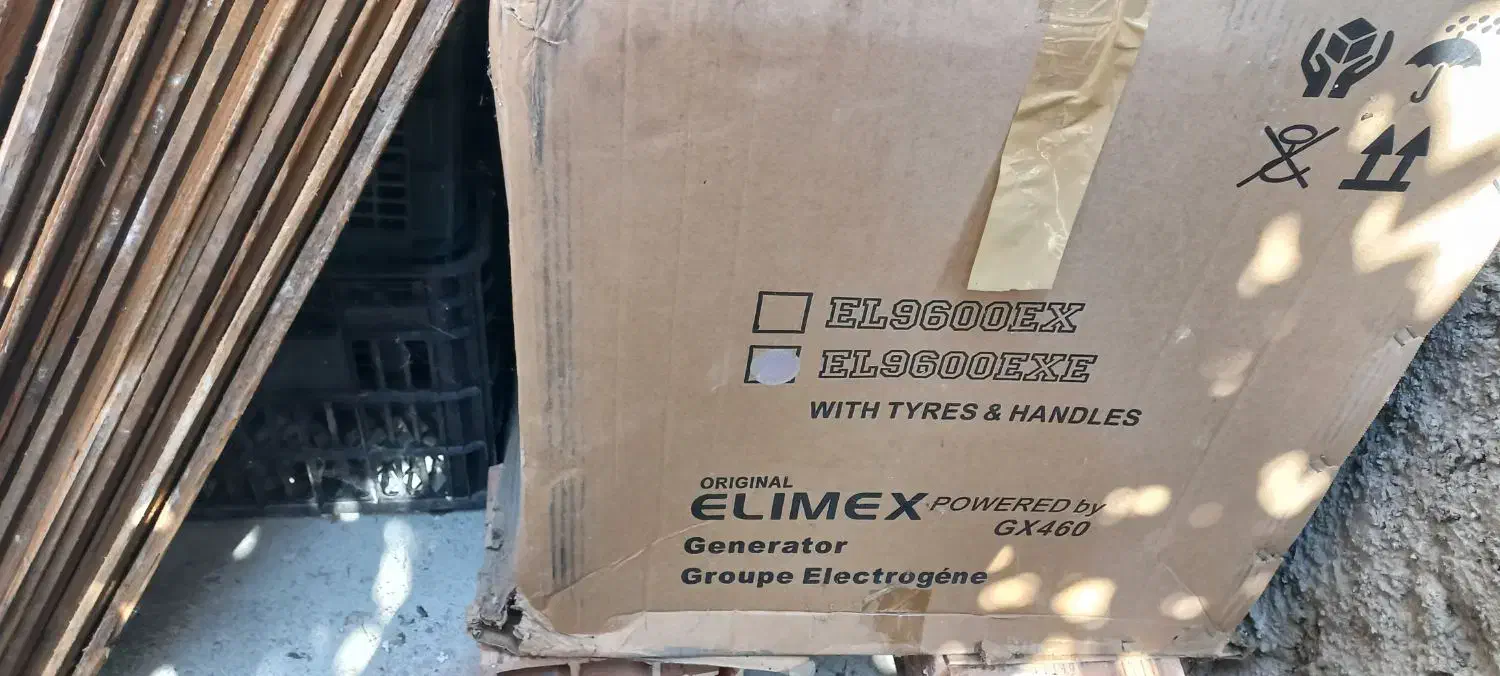 EL9600EX
EL9600EXE
WITH TYRES & HANDLES
ORIGINAL
ELIMEX POWERED by
GX460
Generator
Groupe Electrogéne